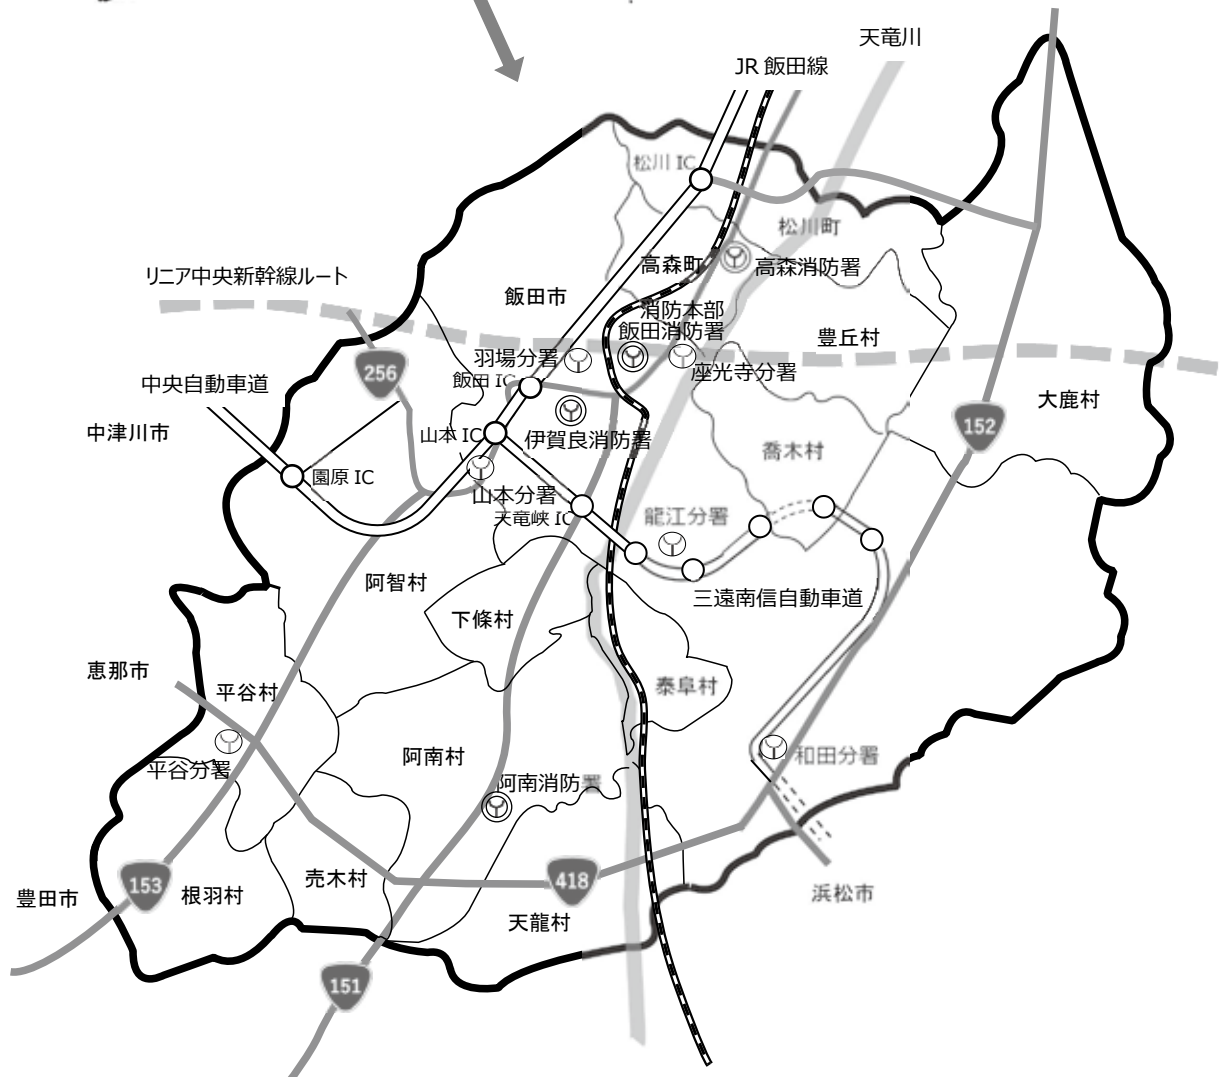 天竜川
JR 飯田線
松川 IC
松川町
高森町
高森消防署
リニア中央新幹線ルート
飯田市
消防本部
飯田消防署
豊丘村
羽場分署
座光寺分署
256
飯田 IC
中央自動車道
大鹿村
152
中津川市
山本 IC
伊賀良消防署
喬木村
園原 IC
山本分署
天竜峡 IC
龍江分署
阿智村
三遠南信自動車道
下條村
恵那市
平谷村
泰阜村
阿南村
和田分署
平谷分署
阿南消防署
153
売木村
418
豊田市
根羽村
浜松市
天龍村
151